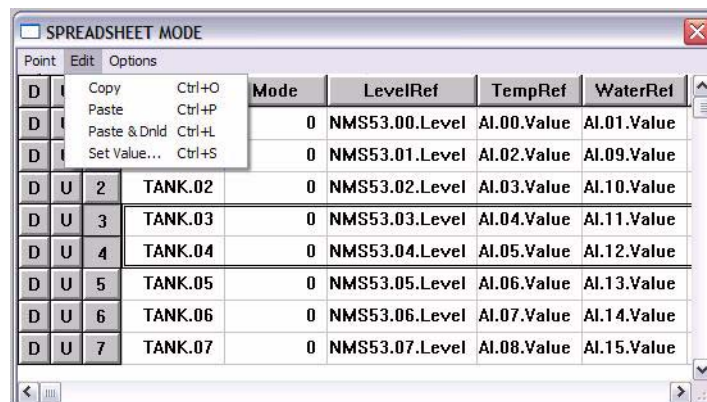 SPREADSHEET MODE
Point Edit Options
D Mode LevelRef TempRef WaterRef
Copy Ctrl+O
Paste Ctrl+P
Paste & Dnld Ctrl+L
Set Value... Ctrl+S
D 0 NMS53.00.Level AI.00.Value AI.01.Value
D 0 NMS53.01.Level AI.02.Value AI.09.Value
D U 2 TANK.02 0 NMS53.02.Level AI.03.Value AI.10.Value
D U 3 TANK.03 0 NMS53.03.Level AI.04.Value AI.11.Value
D U 4 TANK.04 0 NMS53.04.Level AI.05.Value AI.12.Value
D U 5 TANK.05 0 NMS53.05.Level AI.06.Value AI.13.Value
D U 6 TANK.06 0 NMS53.06.Level AI.07.Value AI.14.Value
D U 7 TANK.07 0 NMS53.07.Level AI.08.Value AI.15.Value